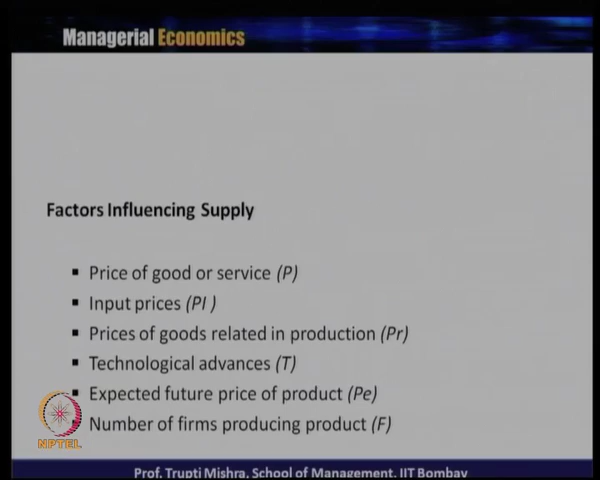 Managerial Economics
Factors Influencing Supply
▪ Price of good or service (P)
▪ Input prices (PI )
▪ Prices of goods related in production (Pr)
▪ Technological advances (T)
▪ Expected future price of product (Pe)
Number of firms producing product (F)
NPTEL
Prof. Trupti Mishra, School of Management, IIT Bombay